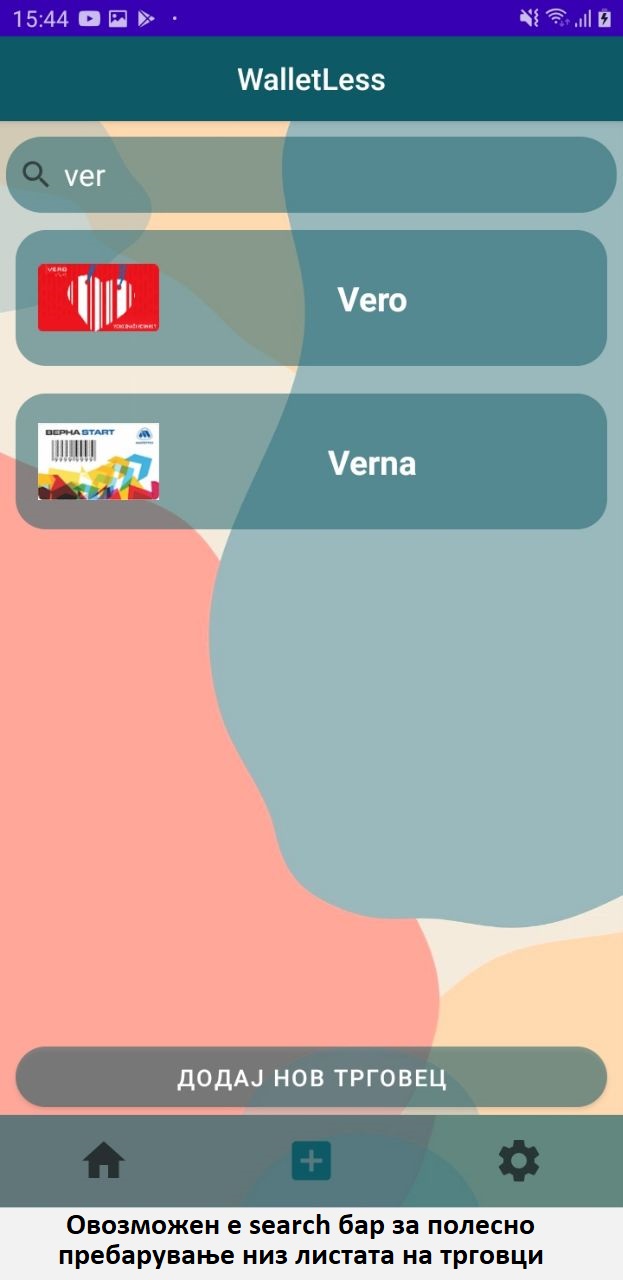 15:44
WalletLess
ver
VERO
Vero
ВЕРНА START
Verna
ДОДАЈ НОВ ТРГОВЕЦ
Овозможен е search бар за полесно
пребарување низ листата на трговци